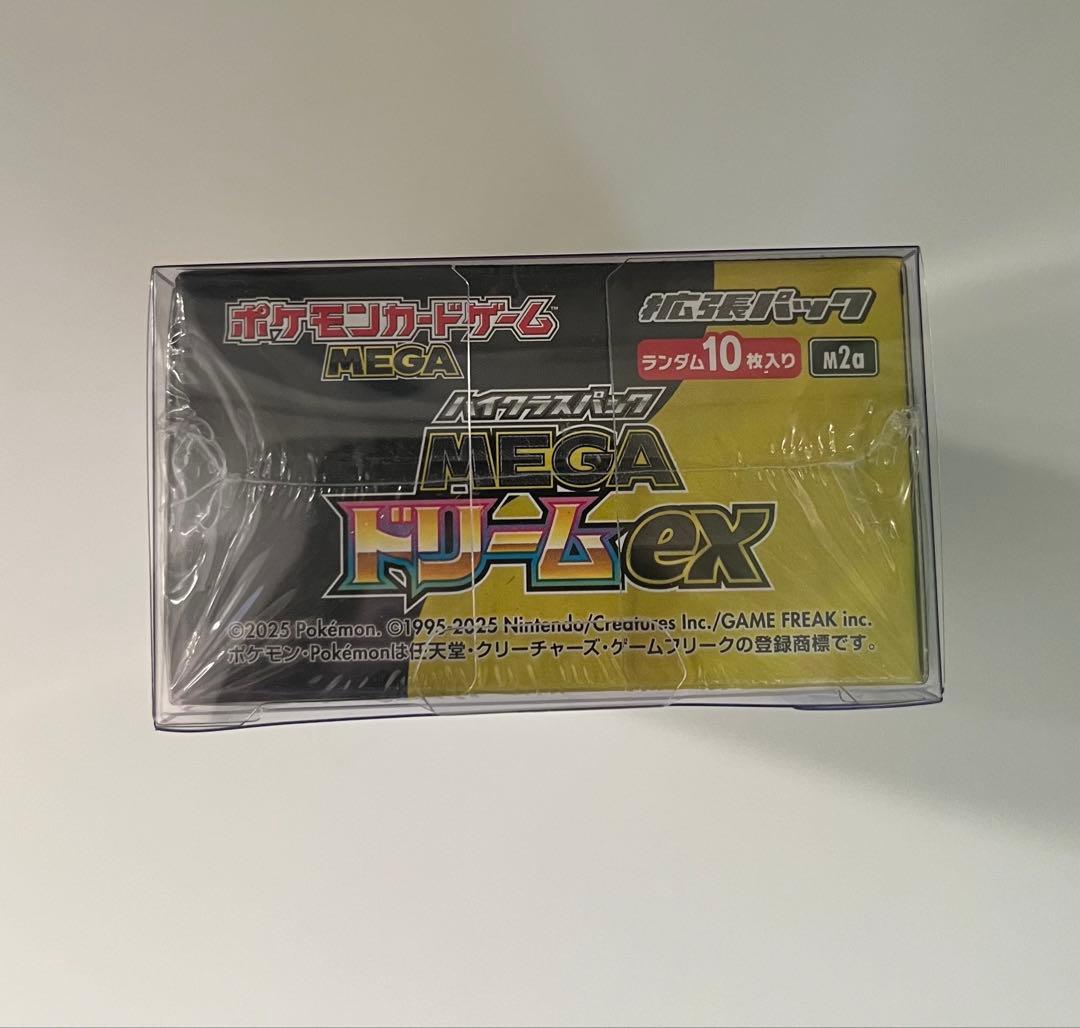 ポケモンカードゲーム™
MEGA
拡張パック
ランダム10枚入り M2a
ハイクラスパック
MEGA
ドリームex
©2025 Pokémon. ©1995-2025 Nintendo/Creatures Inc./GAME FREAK inc.
ポケモン・Pokémonは任天堂・クリーチャーズ・ゲームフリークの登録商標です。